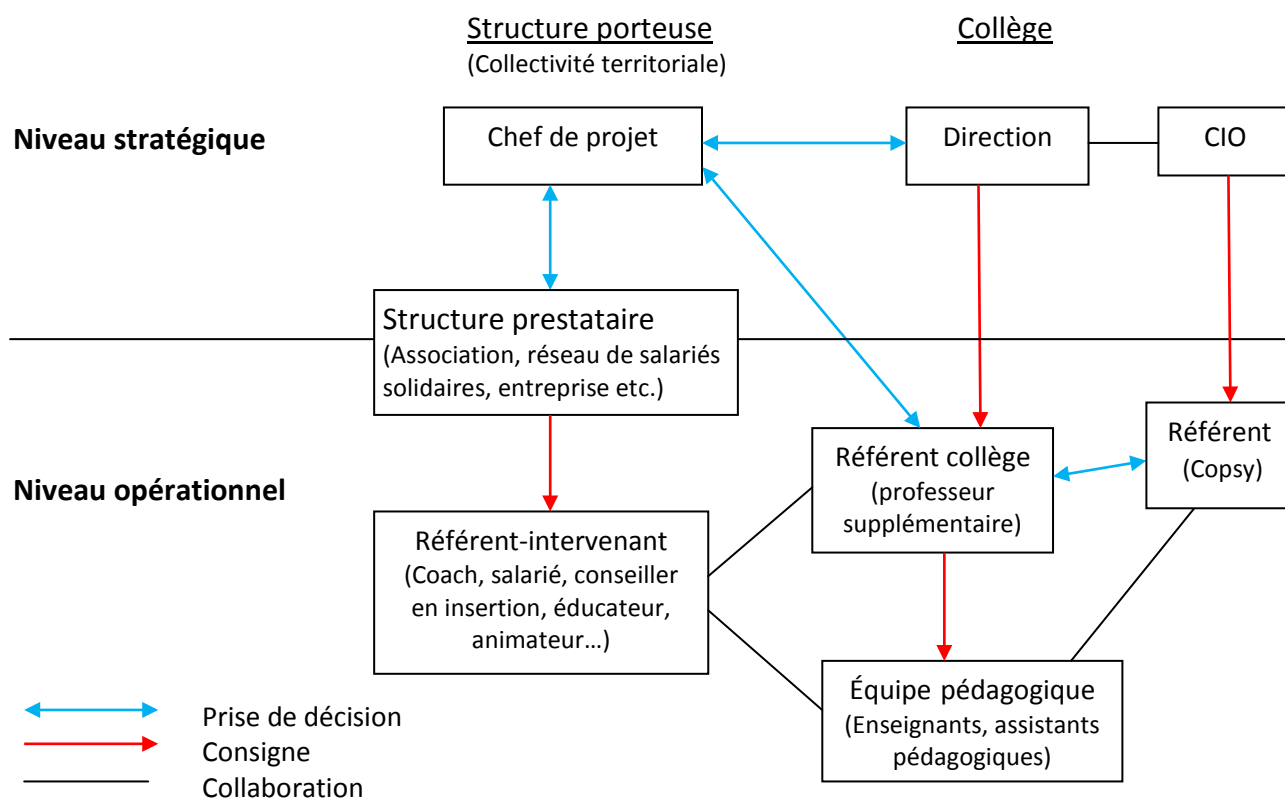 Structure porteuse
(Collectivité territoriale)
Collège
Niveau stratégique
Chef de projet
Direction
CIO
Structure prestataire
(Association, réseau de salariés
solidaires, entreprise etc.)
Niveau opérationnel
Référent collège
(professeur
supplémentaire)
Référent
(Copsy)
Référent-intervenant
(Coach, salarié, conseiller
en insertion, éducateur,
animateur…)
Équipe pédagogique
(Enseignants, assistants
pédagogiques)
Prise de décision
Consigne
Collaboration